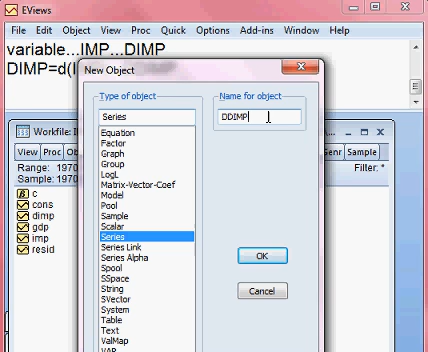 EViews
File Edit Object View Proc Quick Options Add-ins Window Help
variable...IMP...DIMP
DIMP=d(I
New Object
Type of object
Name for object
Series
DDIMP
Equation
Factor
Graph
Group
LogL
Matrix-Vector-Coef
Model
Pool
Sample
Scalar
Series
Series Link
Series Alpha
Spool
SSpace
String
SVector
System
Table
Text
ValMap
VAR
OK
Cancel
Workfile: I
View Proc Ob
Genr Sample
Range: 1970
Filter: *
Sample: 1970
c
cons
dimp
gdp
imp
resid